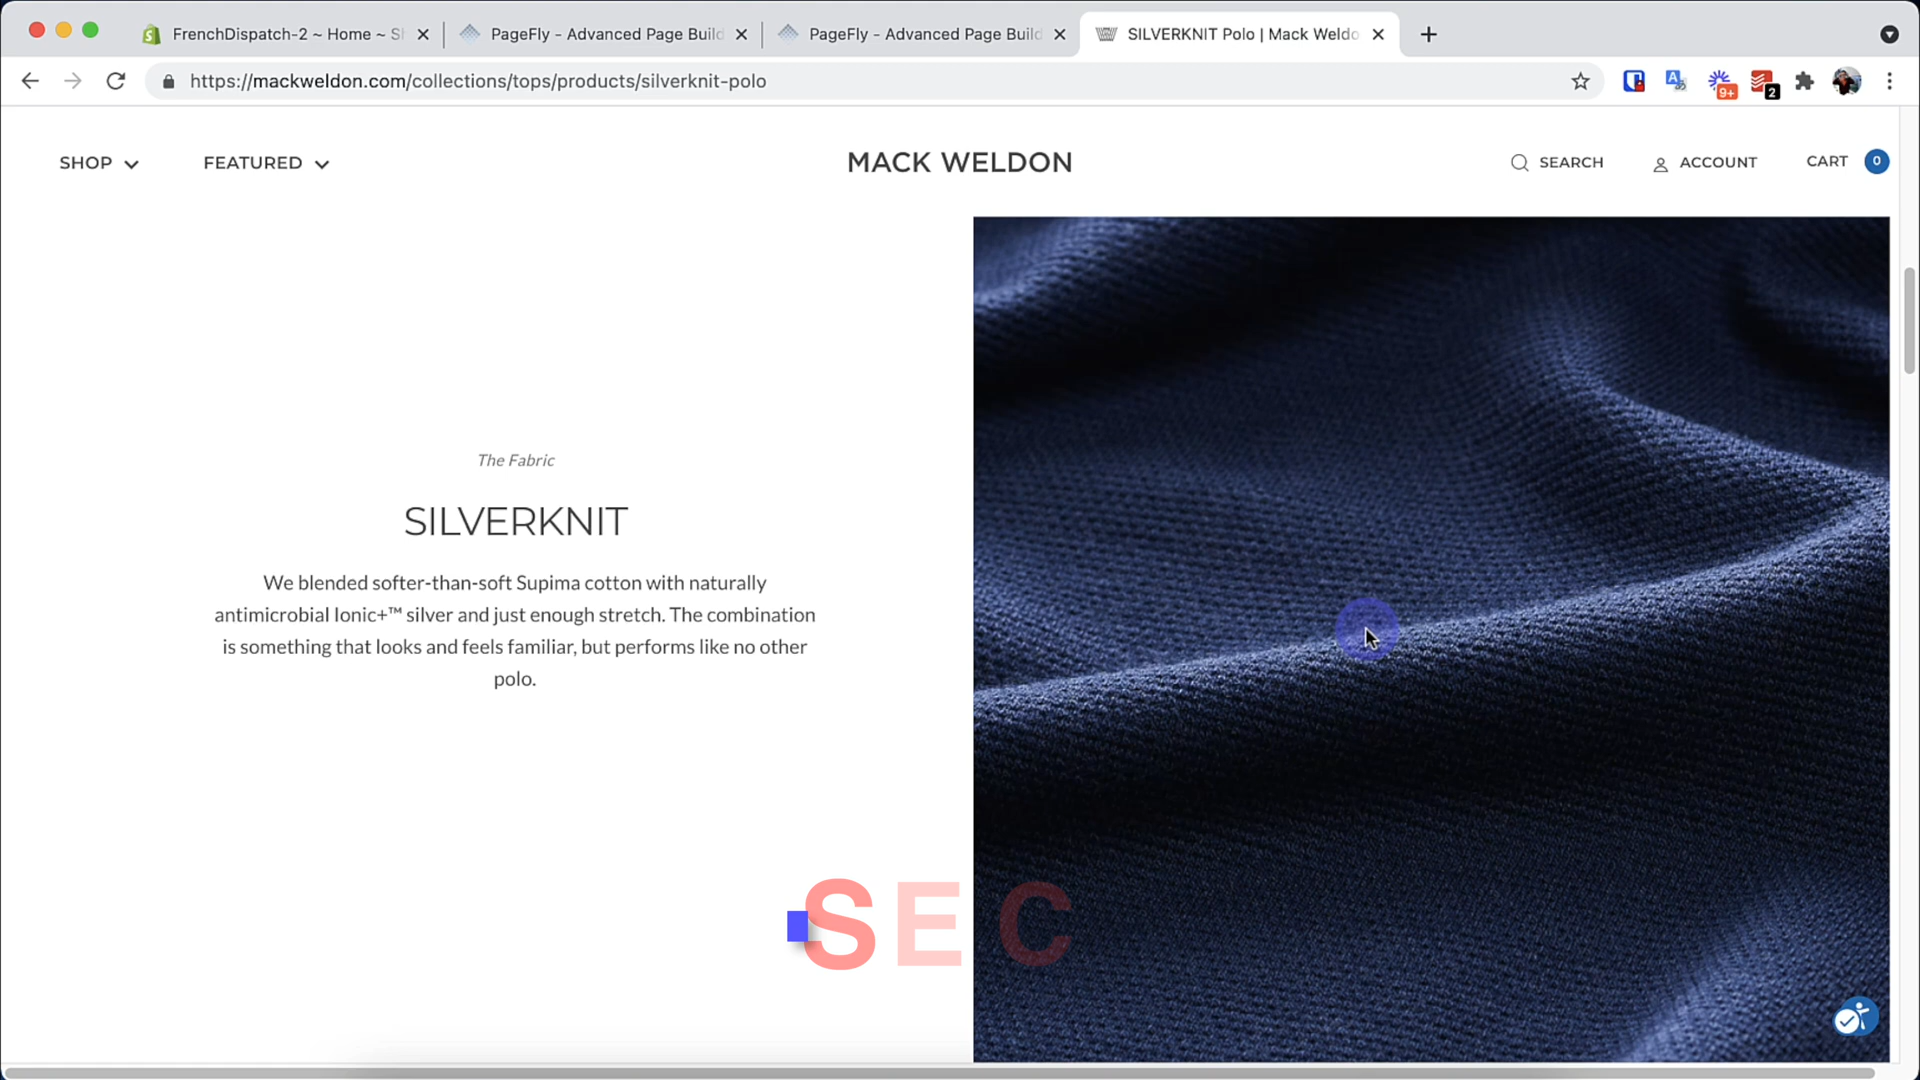 FrenchDispatch-2 ~ Home ~ S
PageFly - Advanced Page Build
PageFly - Advanced Page Build
SILVERKNIT Polo | Mack Weldo
https://mackweldon.com/collections/tops/products/silverknit-polo
9+
2
SHOP
FEATURED
MACK WELDON
SEARCH
ACCOUNT
CART 0
The Fabric
SILVERKNIT
We blended softer-than-soft Supima cotton with naturally
antimicrobial Ionic+™ silver and just enough stretch. The combination
is something that looks and feels familiar, but performs like no other
polo.
SEC